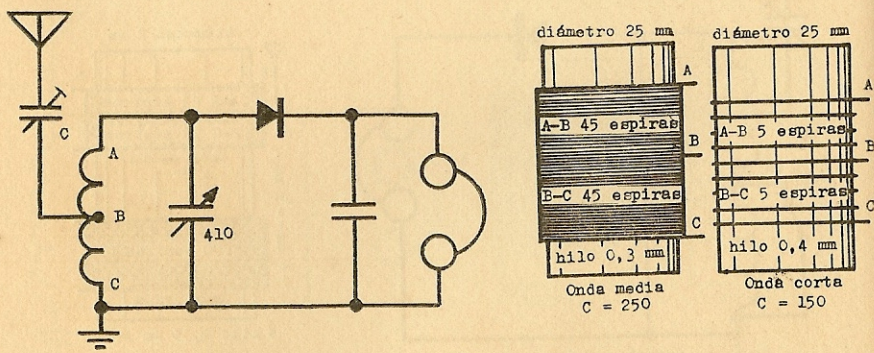 C
A
B
C
410
diámetro 25 mm
A
A-B 45 espiras
B
B-C 45 espiras
C
hilo 0,3 mm
Onda media
C = 250
diámetro 25 mm
A
A-B 5 espiras
B
B-C 5 espiras
C
hilo 0,4 mm
Onda corta
C = 150